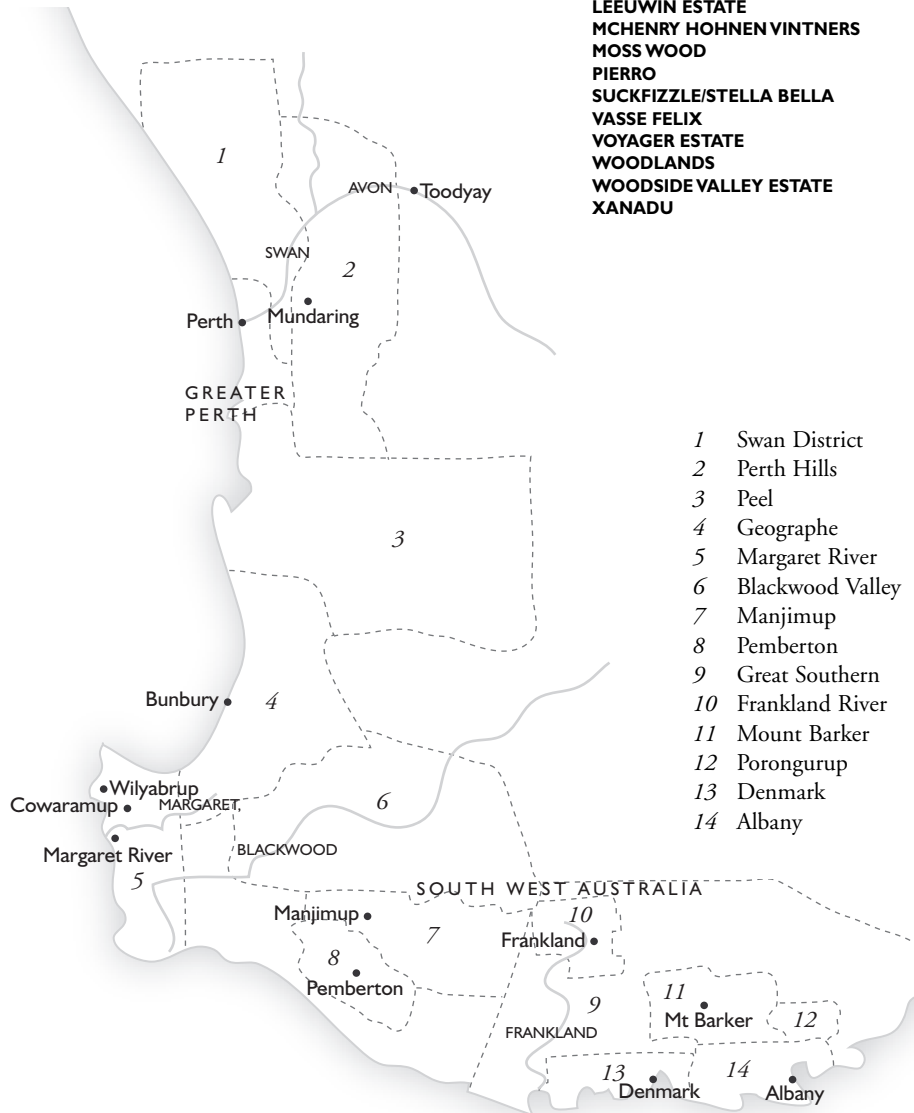 LEEUWIN ESTATE
MCHENRY HOHNEN VINTNERS
MOSS WOOD
PIERRO
SUCKFIZZLE/STELLA BELLA
VASSE FELIX
VOYAGER ESTATE
WOODLANDS
WOODSIDE VALLEY ESTATE
XANADU
1
AVON
Toodyay
SWAN
2
Perth
Mundaring
GREATER
PERTH
3
Bunbury
4
Wilyabrup
Cowaramup
MARGARET
6
Margaret River
BLACKWOOD
5
SOUTH WEST AUSTRALIA
Manjimup
7
10
Frankland
8
Pemberton
9
11
Mt Barker
12
FRANKLAND
13
Denmark
14
Albany
1 Swan District
2 Perth Hills
3 Peel
4 Geographe
5 Margaret River
6 Blackwood Valley
7 Manjimup
8 Pemberton
9 Great Southern
10 Frankland River
11 Mount Barker
12 Porongurup
13 Denmark
14 Albany